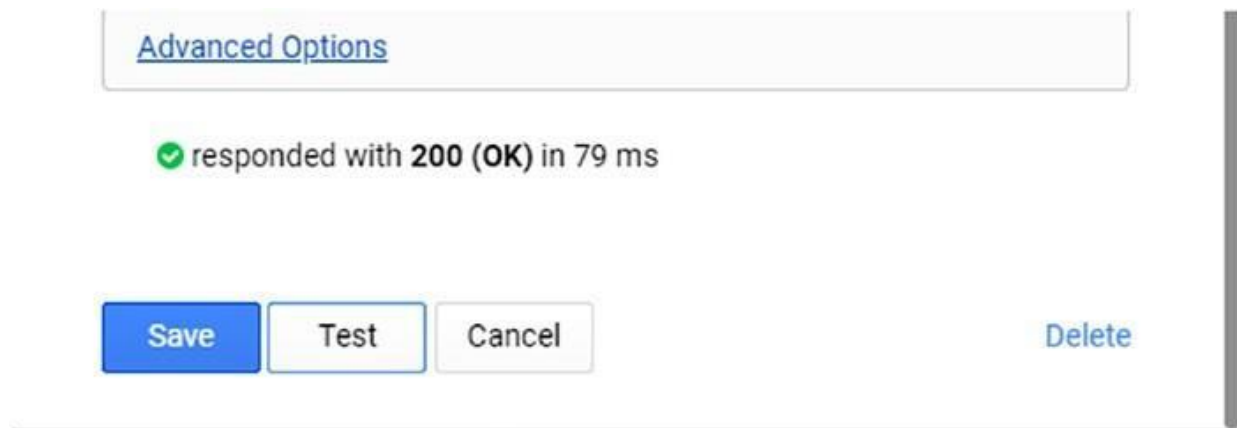 Advanced Options
responded with 200 (OK) in 79 ms
Save Test Cancel Delete